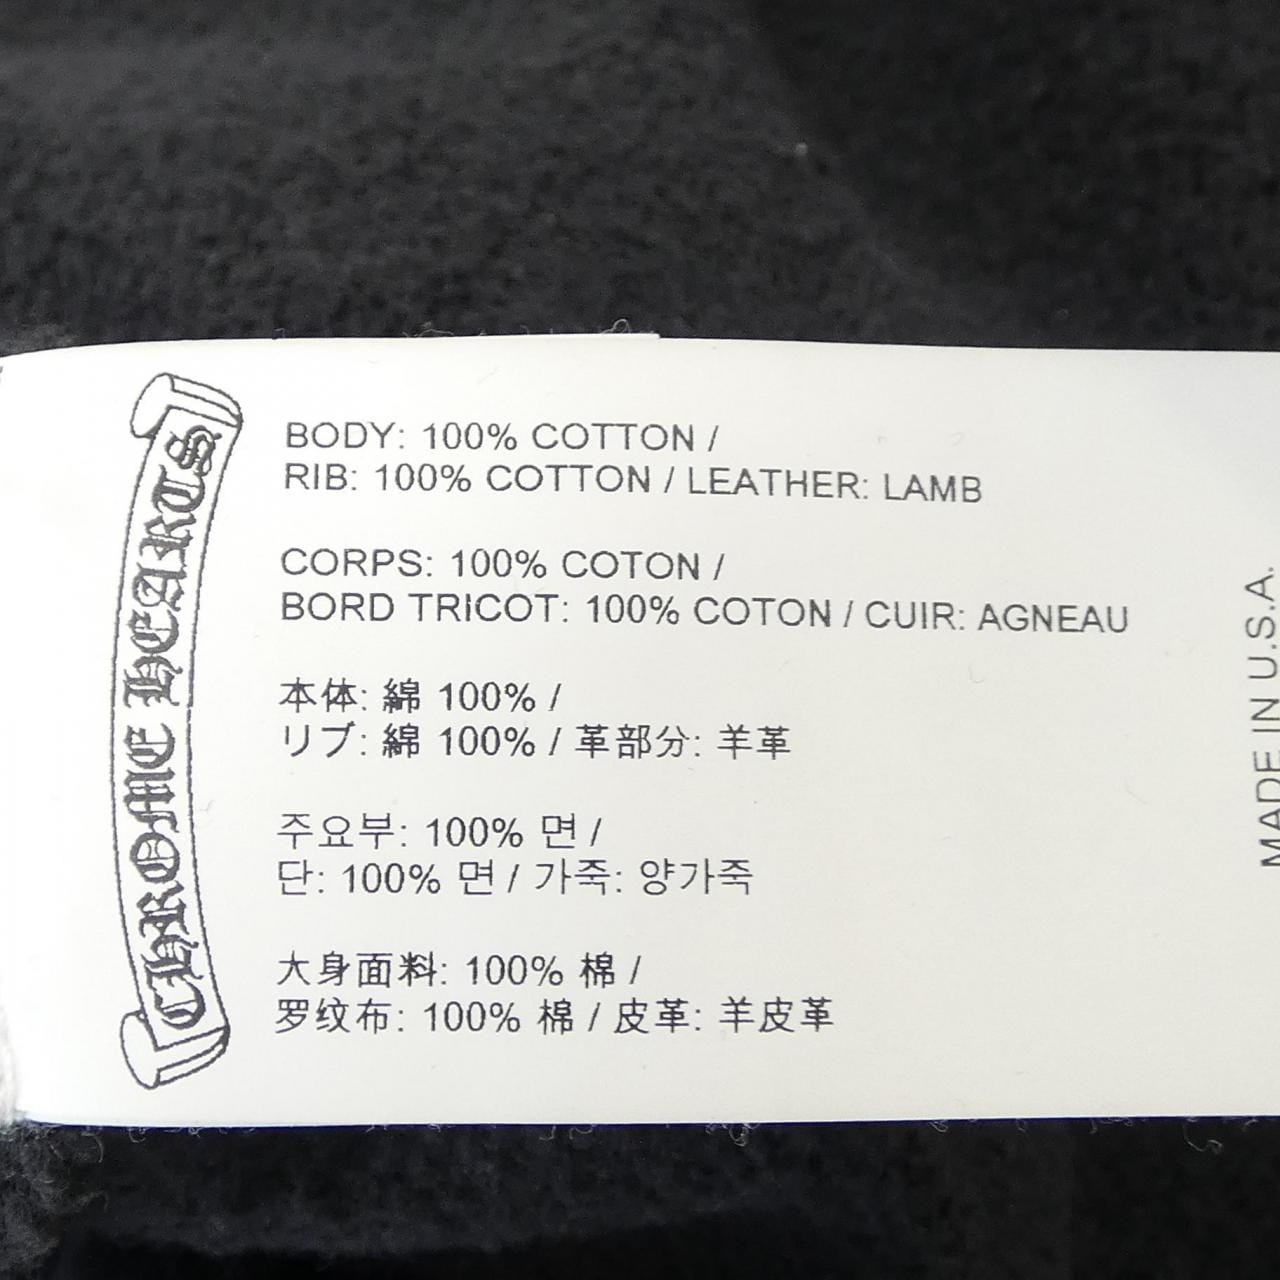 CHROME HEARTS
BODY: 100% COTTON /
RIB: 100% COTTON / LEATHER: LAMB
CORPS: 100% COTON /
BORD TRICOT: 100% COTON / CUIR: AGNEAU
本体: 綿 100% /
リブ: 綿 100% / 革部分: 羊革
주요부: 100% 면 /
단: 100% 면 / 가죽: 양가죽
大身面料: 100% 棉 /
罗纹布: 100% 棉 / 皮革: 羊皮革
MADE IN U.S.A.